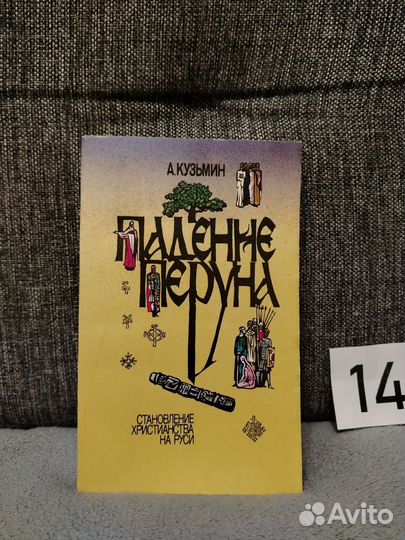 А.КУЗЬМИН
ПАДЕНИЕ
ПЕРУНА
СТАНОВЛЕНИЕ
ХРИСТИАНСТВА
НА РУСИ
14
Avito